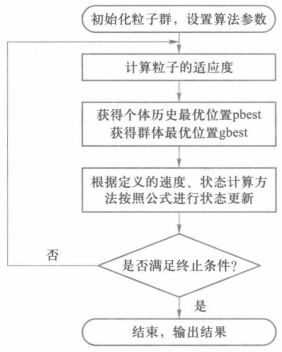 初始化粒子群，设置算法参数
计算粒子的适应度
获得个体历史最优位置pbest
获得群体最优位置gbest
根据定义的速度、状态计算方
法按照公式进行状态更新
否
是否满足终止条件?
是
结束，输出结果